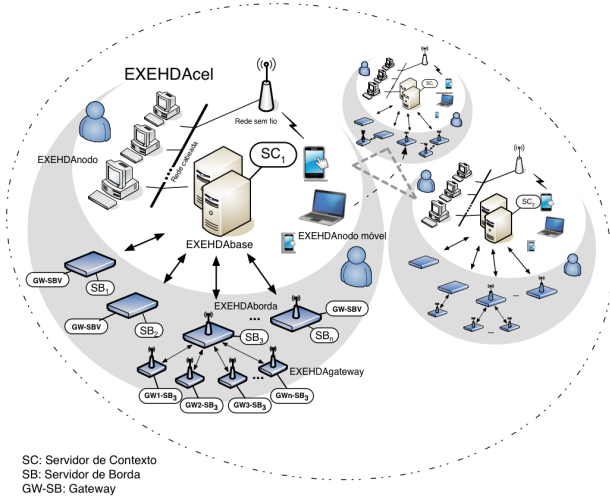 EXEHDAcel
Rede sem fio
EXEHDAnodo
Rede cabeada
SC1
EXEHDAbase
EXEHDAnodo móvel
GW-SBV
SB1
GW-SBV
SB2
EXEHDAborda
SB3
...
GW-SBV
SBn
EXEHDAgateway
GW1-SB3
GW2-SB3
GW3-SB3
...
GWn-SB3
...
...
SC: Servidor de Contexto
SB: Servidor de Borda
GW-SB: Gateway